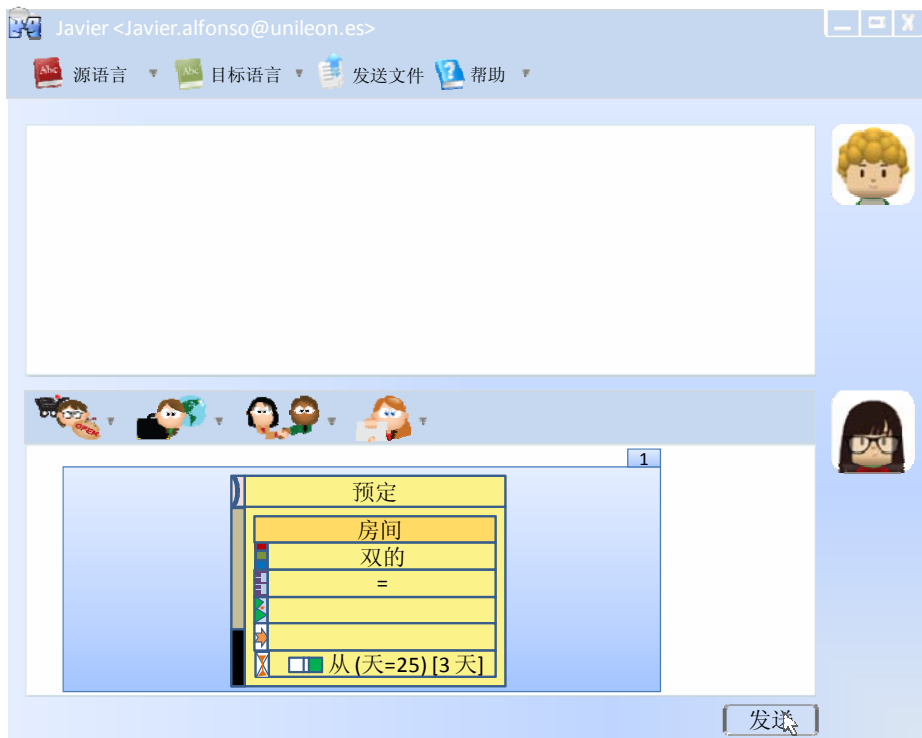 Javier <Javier.alfonso@unileon.es>
源语言 目标语言 发送文件 帮助
OPEN
1
预定
房间
双的
=
从 (天=25) [3 天]
发送